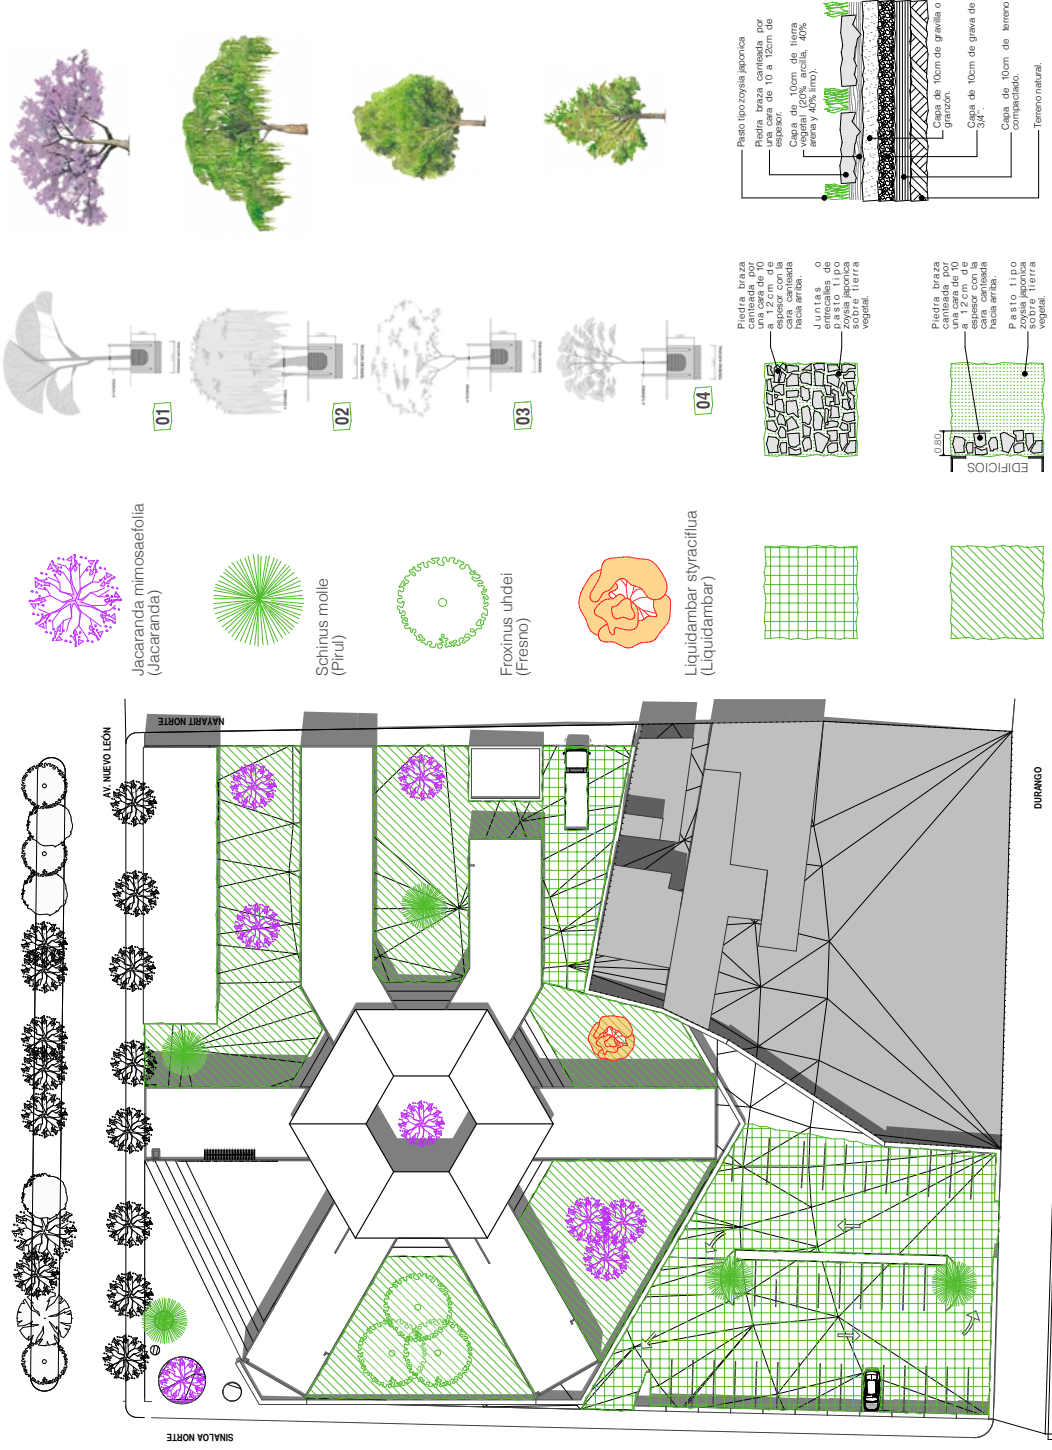 Pasto tipo zoysia japonica
Piedra braza canteada por
una cara de 10 a 12cm de
espesor.
Capa de 10cm de tierra
vegetal (20% arcilla, 40%
arena y 40% limo).
Capa de 10cm de gravilla o
granzón.
Capa de 10cm de grava de
3/4".
Capa de 10cm de terreno
compactado.
Terreno natural.
01
02
03
04
Piedra braza
canteada por
una cara de 10
a 12cm de
espesor con la
cara canteada
hacia arriba.
Juntas o
entrecalles de
pasto tipo
zoysia japonica
sobre tierra
vegetal.
Piedra braza
canteada por
una cara de 10
a 12cm de
espesor con la
cara canteada
hacia arriba.
Pasto tipo
zoysia japonica
sobre tierra
vegetal.
0.80
EDIFICIOS
Jacaranda mimosaefolia
(Jacaranda)
Schinus molle
(Pirul)
Froxinus uhdei
(Fresno)
Liquidambar styraciflua
(Liquidambar)
AV. NUEVO LEÓN
NAYARIT NORTE
DURANGO
SINALOA NORTE